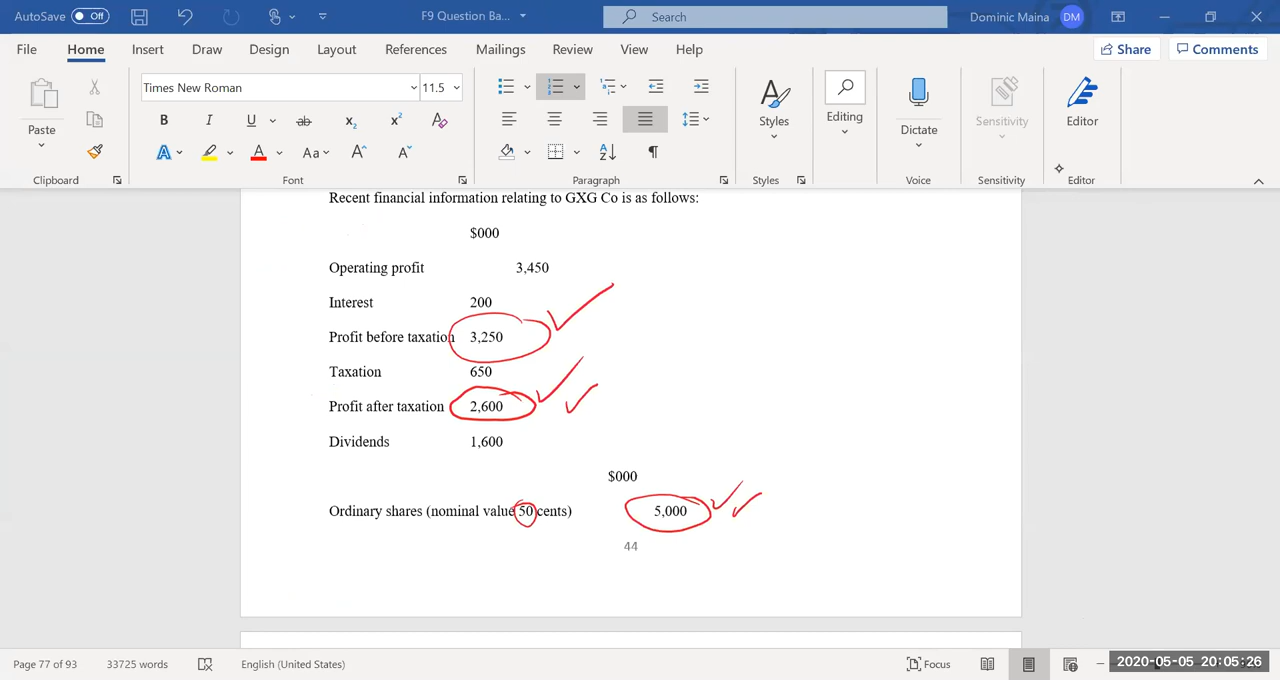 AutoSave Off F9 Question Ba... Search Dominic Maina DM
File Home Insert Draw Design Layout References Mailings Review View Help Share Comments
Times New Roman 11.5
Paste B I U ab x₂ x² A Styles Editing Dictate Sensitivity Editor
A A Aa A A A Z
Clipboard Font Paragraph Styles Voice Sensitivity Editor
Recent financial information relating to GXG Co is as follows:
$000
Operating profit 3,450
Interest 200
Profit before taxation 3,250
Taxation 650
Profit after taxation 2,600
Dividends 1,600
$000
Ordinary shares (nominal value 50 cents) 5,000
44
Page 77 of 93 33725 words English (United States) Focus 2020-05-05 20:05:26